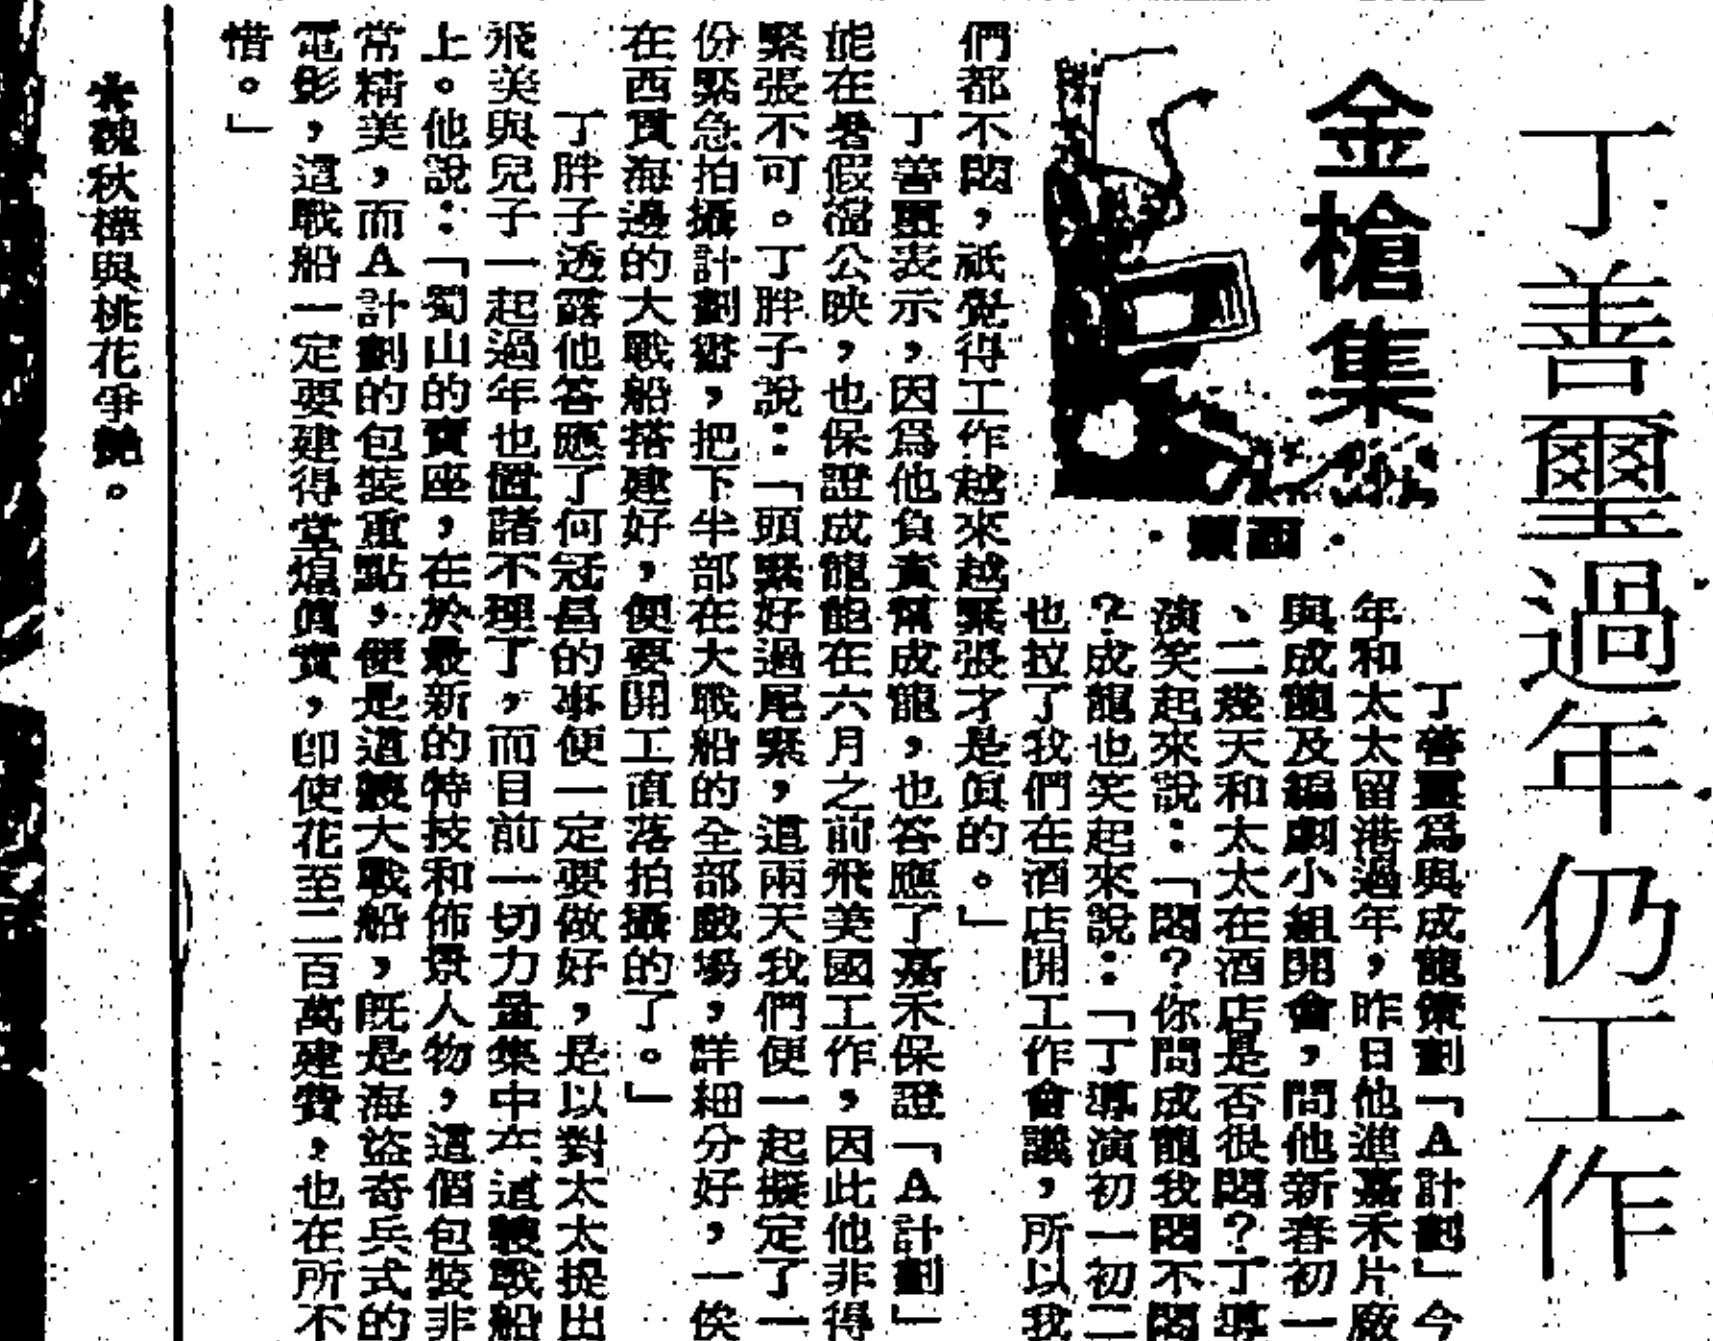 丁善璽過年仍工作
金槍集
·西項·
丁善璽爲與成龍策劃「A計劃」今
年和太太留港過年，昨日他進嘉禾片廠
與成龍及編劇小組開會，問他新春初一
、二幾天和太太在酒店是否很悶？丁導
演笑起來說：「悶？你問成龍我悶不悶
？成龍也笑起來說：「丁導演初一初二
也拉了我們在酒店開工作會議，所以我
們都不悶，祇覺得工作越來越緊張才是眞的。」
丁善璽表示，因爲他負責幫成龍，也答應了嘉禾保證「A計劃」
能在暑假檔公映，也保證成龍能在六月之前飛美國工作，因此他非得
緊張不可。丁胖子說：「頭緊好過尾緊，這兩天我們便一起擬定了一
份緊急拍攝計劃書，把下半部在大戰船的全部戲場，詳細分好，一俟
在西貢海邊的大戰船搭建好，便要開工直落拍攝的了。」
丁胖子透露他答應了何冠昌的事便一定要做好，是以對太太提出
飛美與兒子一起過年也置諸不理了，而目前一切力量集中在這艘戰船
上。他說：「蜀山的賣座，在於最新的特技和佈景人物，這個包裝非
常精美，而A計劃的包裝重點，便是這艘大戰船，既是海盜奇兵式的
電影，這戰船一定要建得堂煌眞實，卽使花至二百萬建費，也在所不
惜。」
★魏秋樺與桃花爭艷。